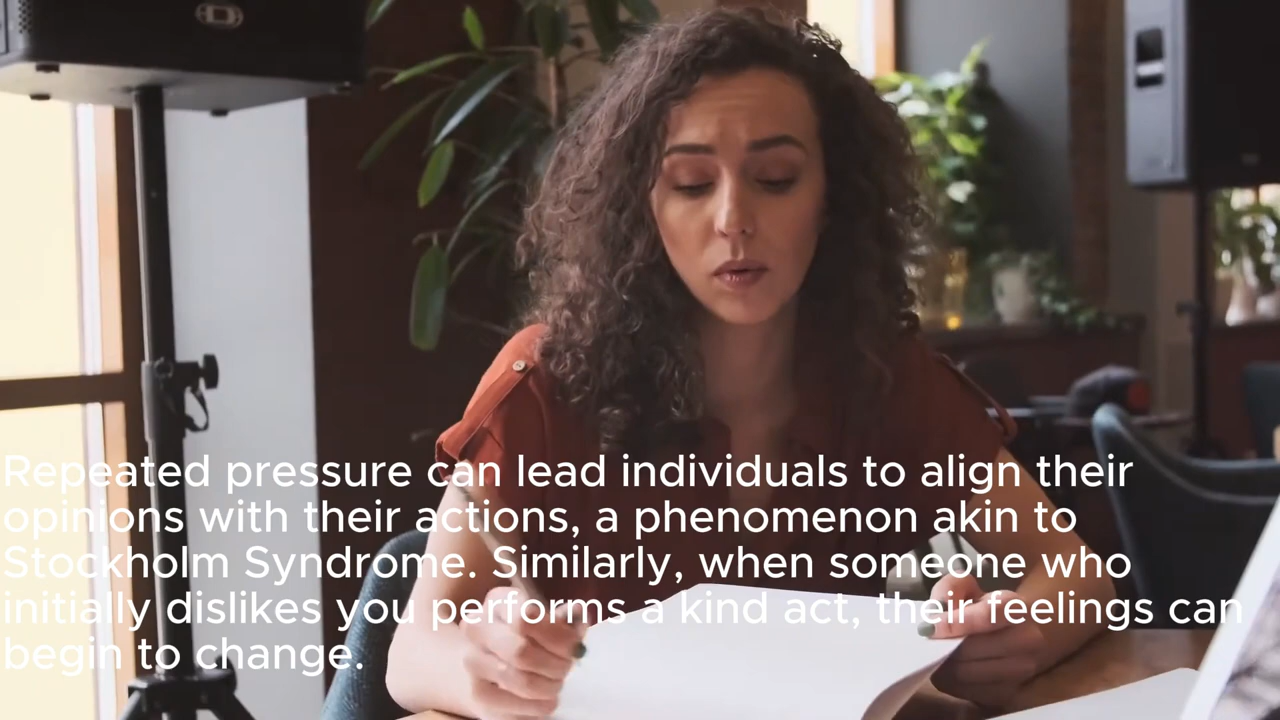 Repeated pressure can lead individuals to align their
opinions with their actions, a phenomenon akin to
Stockholm Syndrome. Similarly, when someone who
initially dislikes you performs a kind act, their feelings can
begin to change.